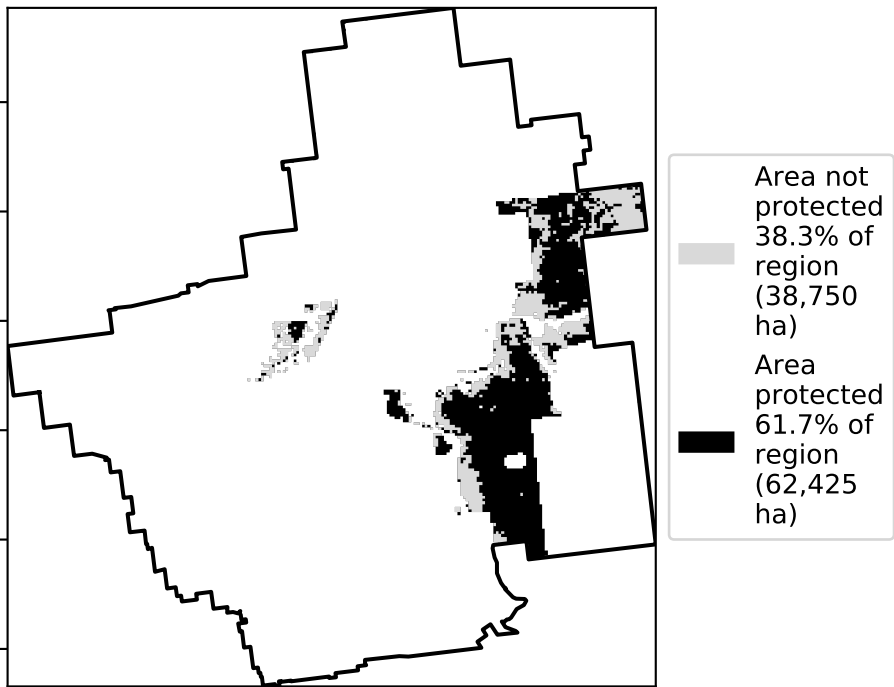 Area not
protected
38.3% of
region
(38,750
ha)
Area
protected
61.7% of
region
(62,425
ha)